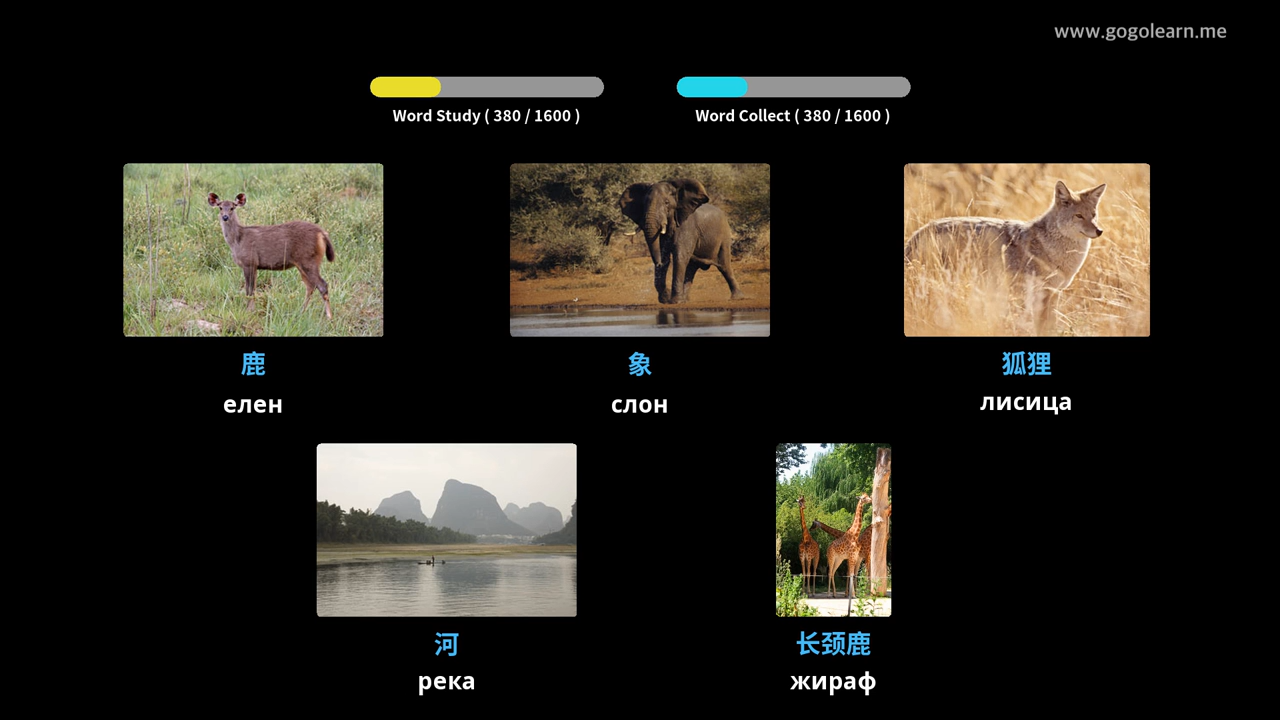 www.gogolearn.me
Word Study ( 380 / 1600 )
Word Collect ( 380 / 1600 )
鹿
елен
象
слон
狐狸
лисица
河
река
长颈鹿
жираф